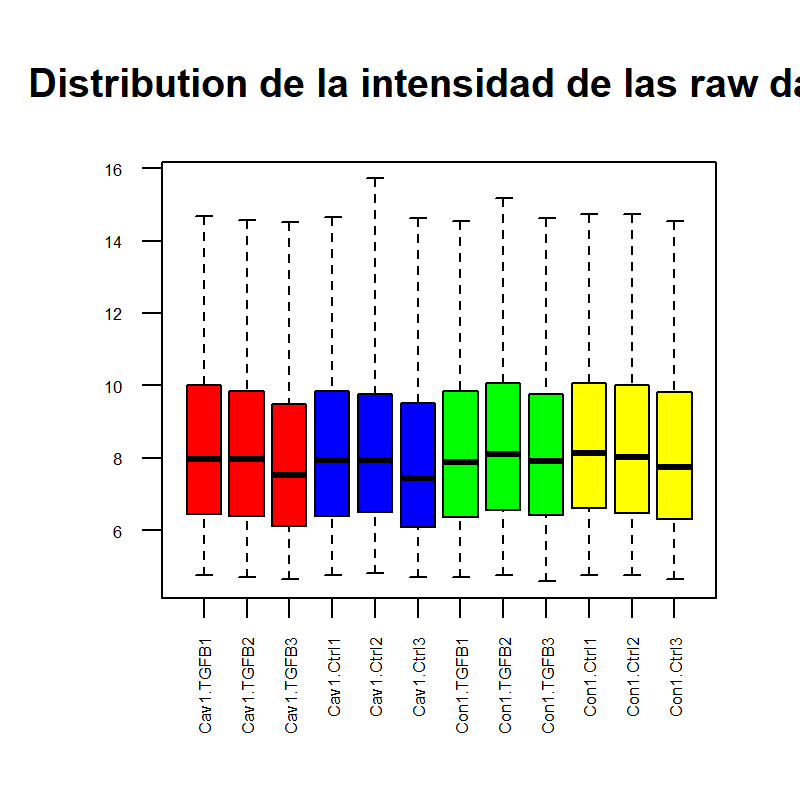 Distribution de la intensidad de las raw da
16
14
12
10
8
6
Cav1.TGFB1
Cav1.TGFB2
Cav1.TGFB3
Cav1.Ctrl1
Cav1.Ctrl2
Cav1.Ctrl3
Con1.TGFB1
Con1.TGFB2
Con1.TGFB3
Con1.Ctrl1
Con1.Ctrl2
Con1.Ctrl3